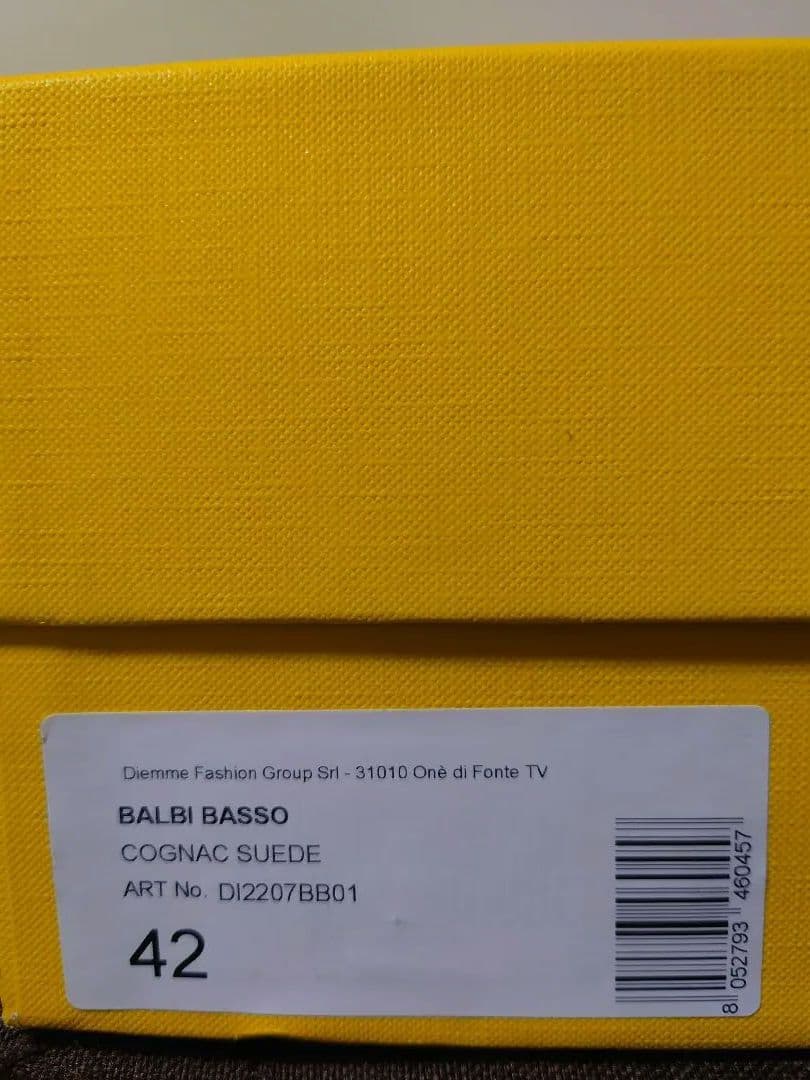 Diemme Fashion Group Srl - 31010 Onè di Fonte TV
BALBI BASSO
COGNAC SUEDE
ART No. DI2207BB01
42
8 052793 460457